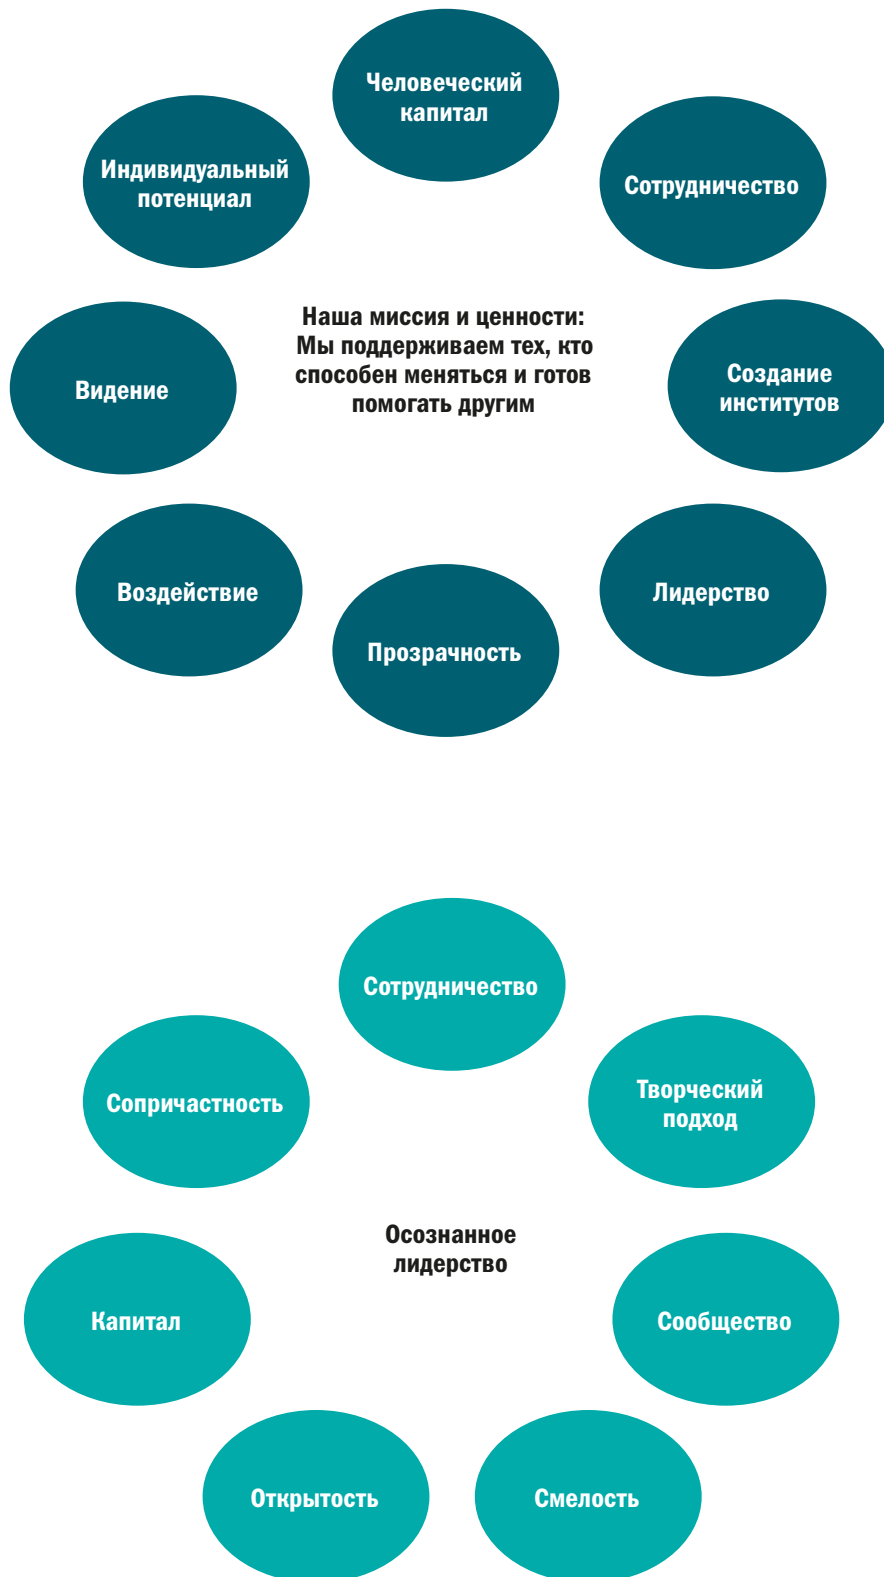 Человеческий
капитал
Индивидуальный
потенциал
Сотрудничество
Наша миссия и ценности:
Мы поддерживаем тех, кто
способен меняться и готов
помогать другим
Видение
Создание
институтов
Воздействие
Лидерство
Прозрачность
Сотрудничество
Сопричастность
Творческий
подход
Осознанное
лидерство
Капитал
Сообщество
Открытость
Смелость